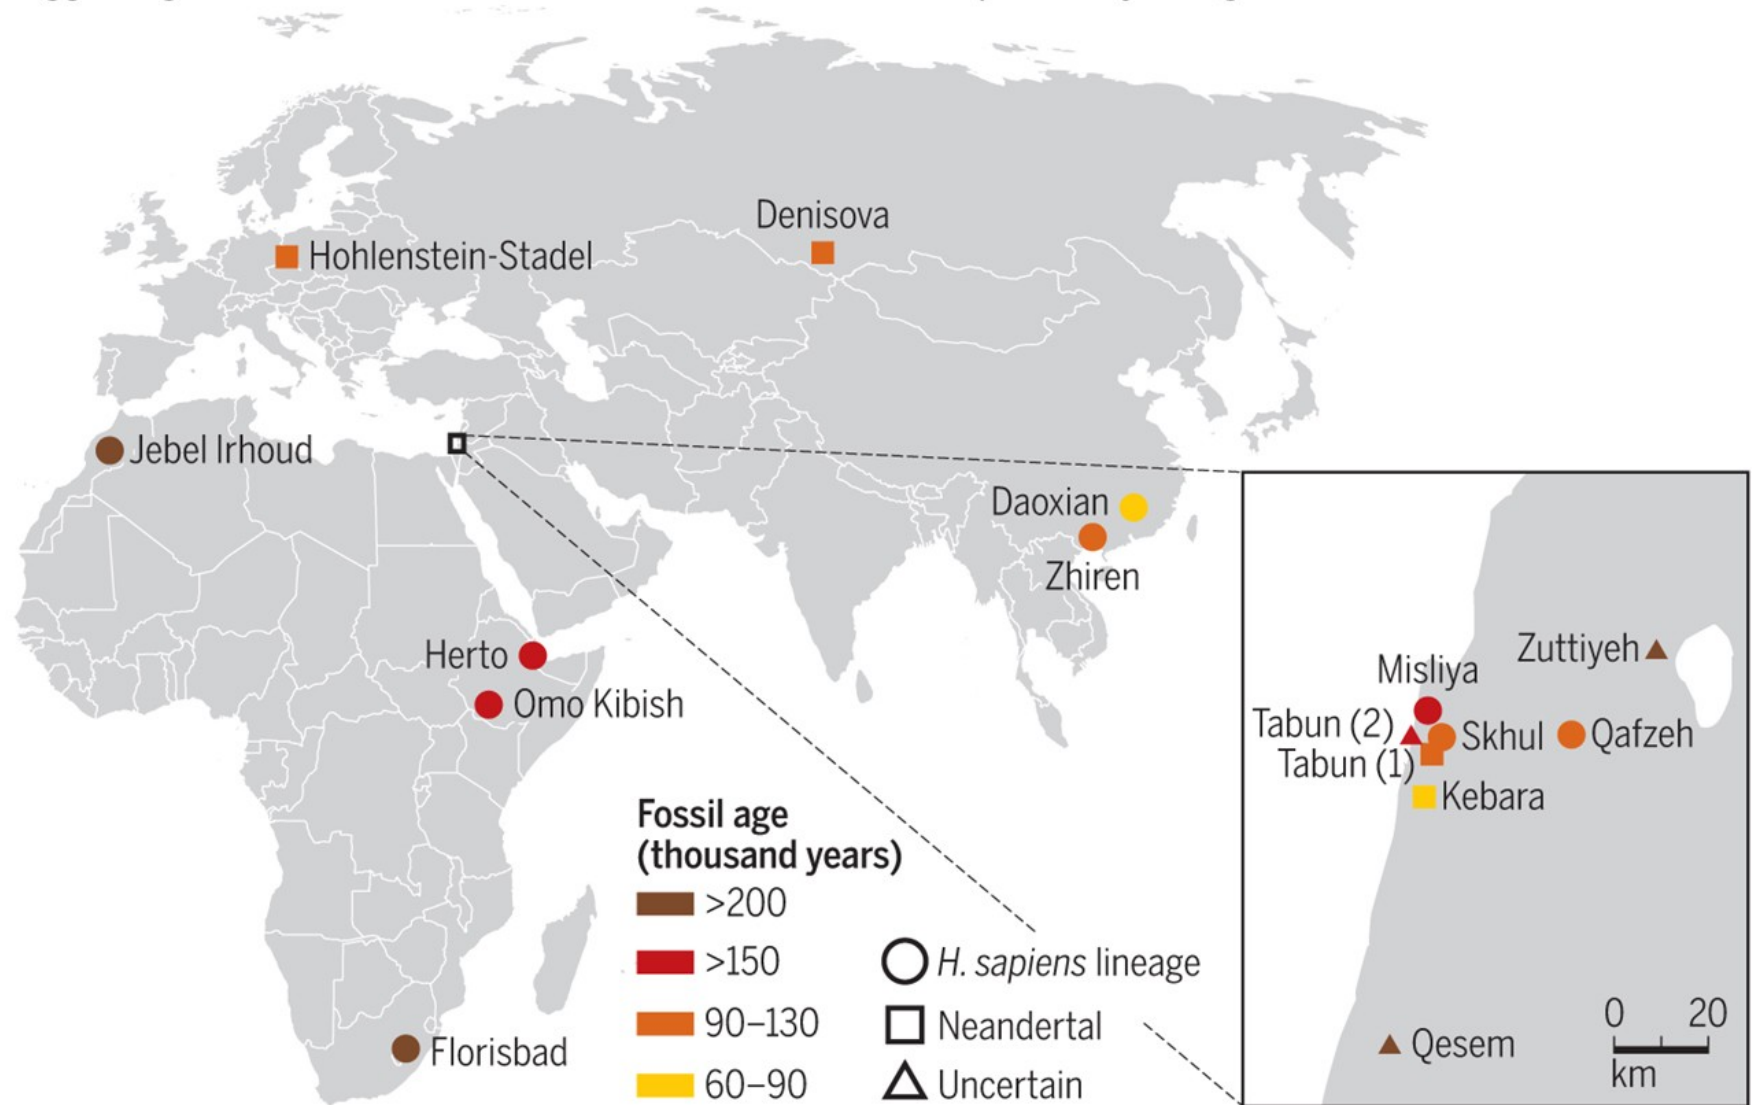 Denisova
Hohlenstein-Stadel
Jebel Irhoud
Daoxian
Zhiren
Herto
Omo Kibish
Florisbad
Zuttiyeh
Misliya
Tabun (2)
Skhul
Qafzeh
Tabun (1)
Kebara
Qesem
0 20
km
Fossil age
(thousand years)
>200
>150
90–130
60–90
H. sapiens lineage
Neandertal
Uncertain